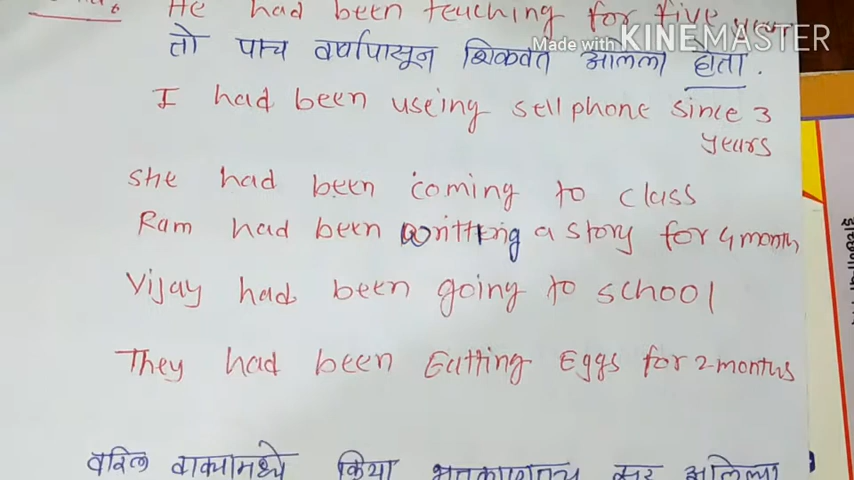 He had been teaching for five year
Made with KINEMASTER
तो पाच वर्षापासून शिकवत आलेला होता.
I had been useing sellphone since 3
years
she had been coming to class
Ram had been writting a story for 4 month
Vijay had been going to school
They had been Eatting Eggs for 2 months
वरिल वाक्यामध्ये क्रिया